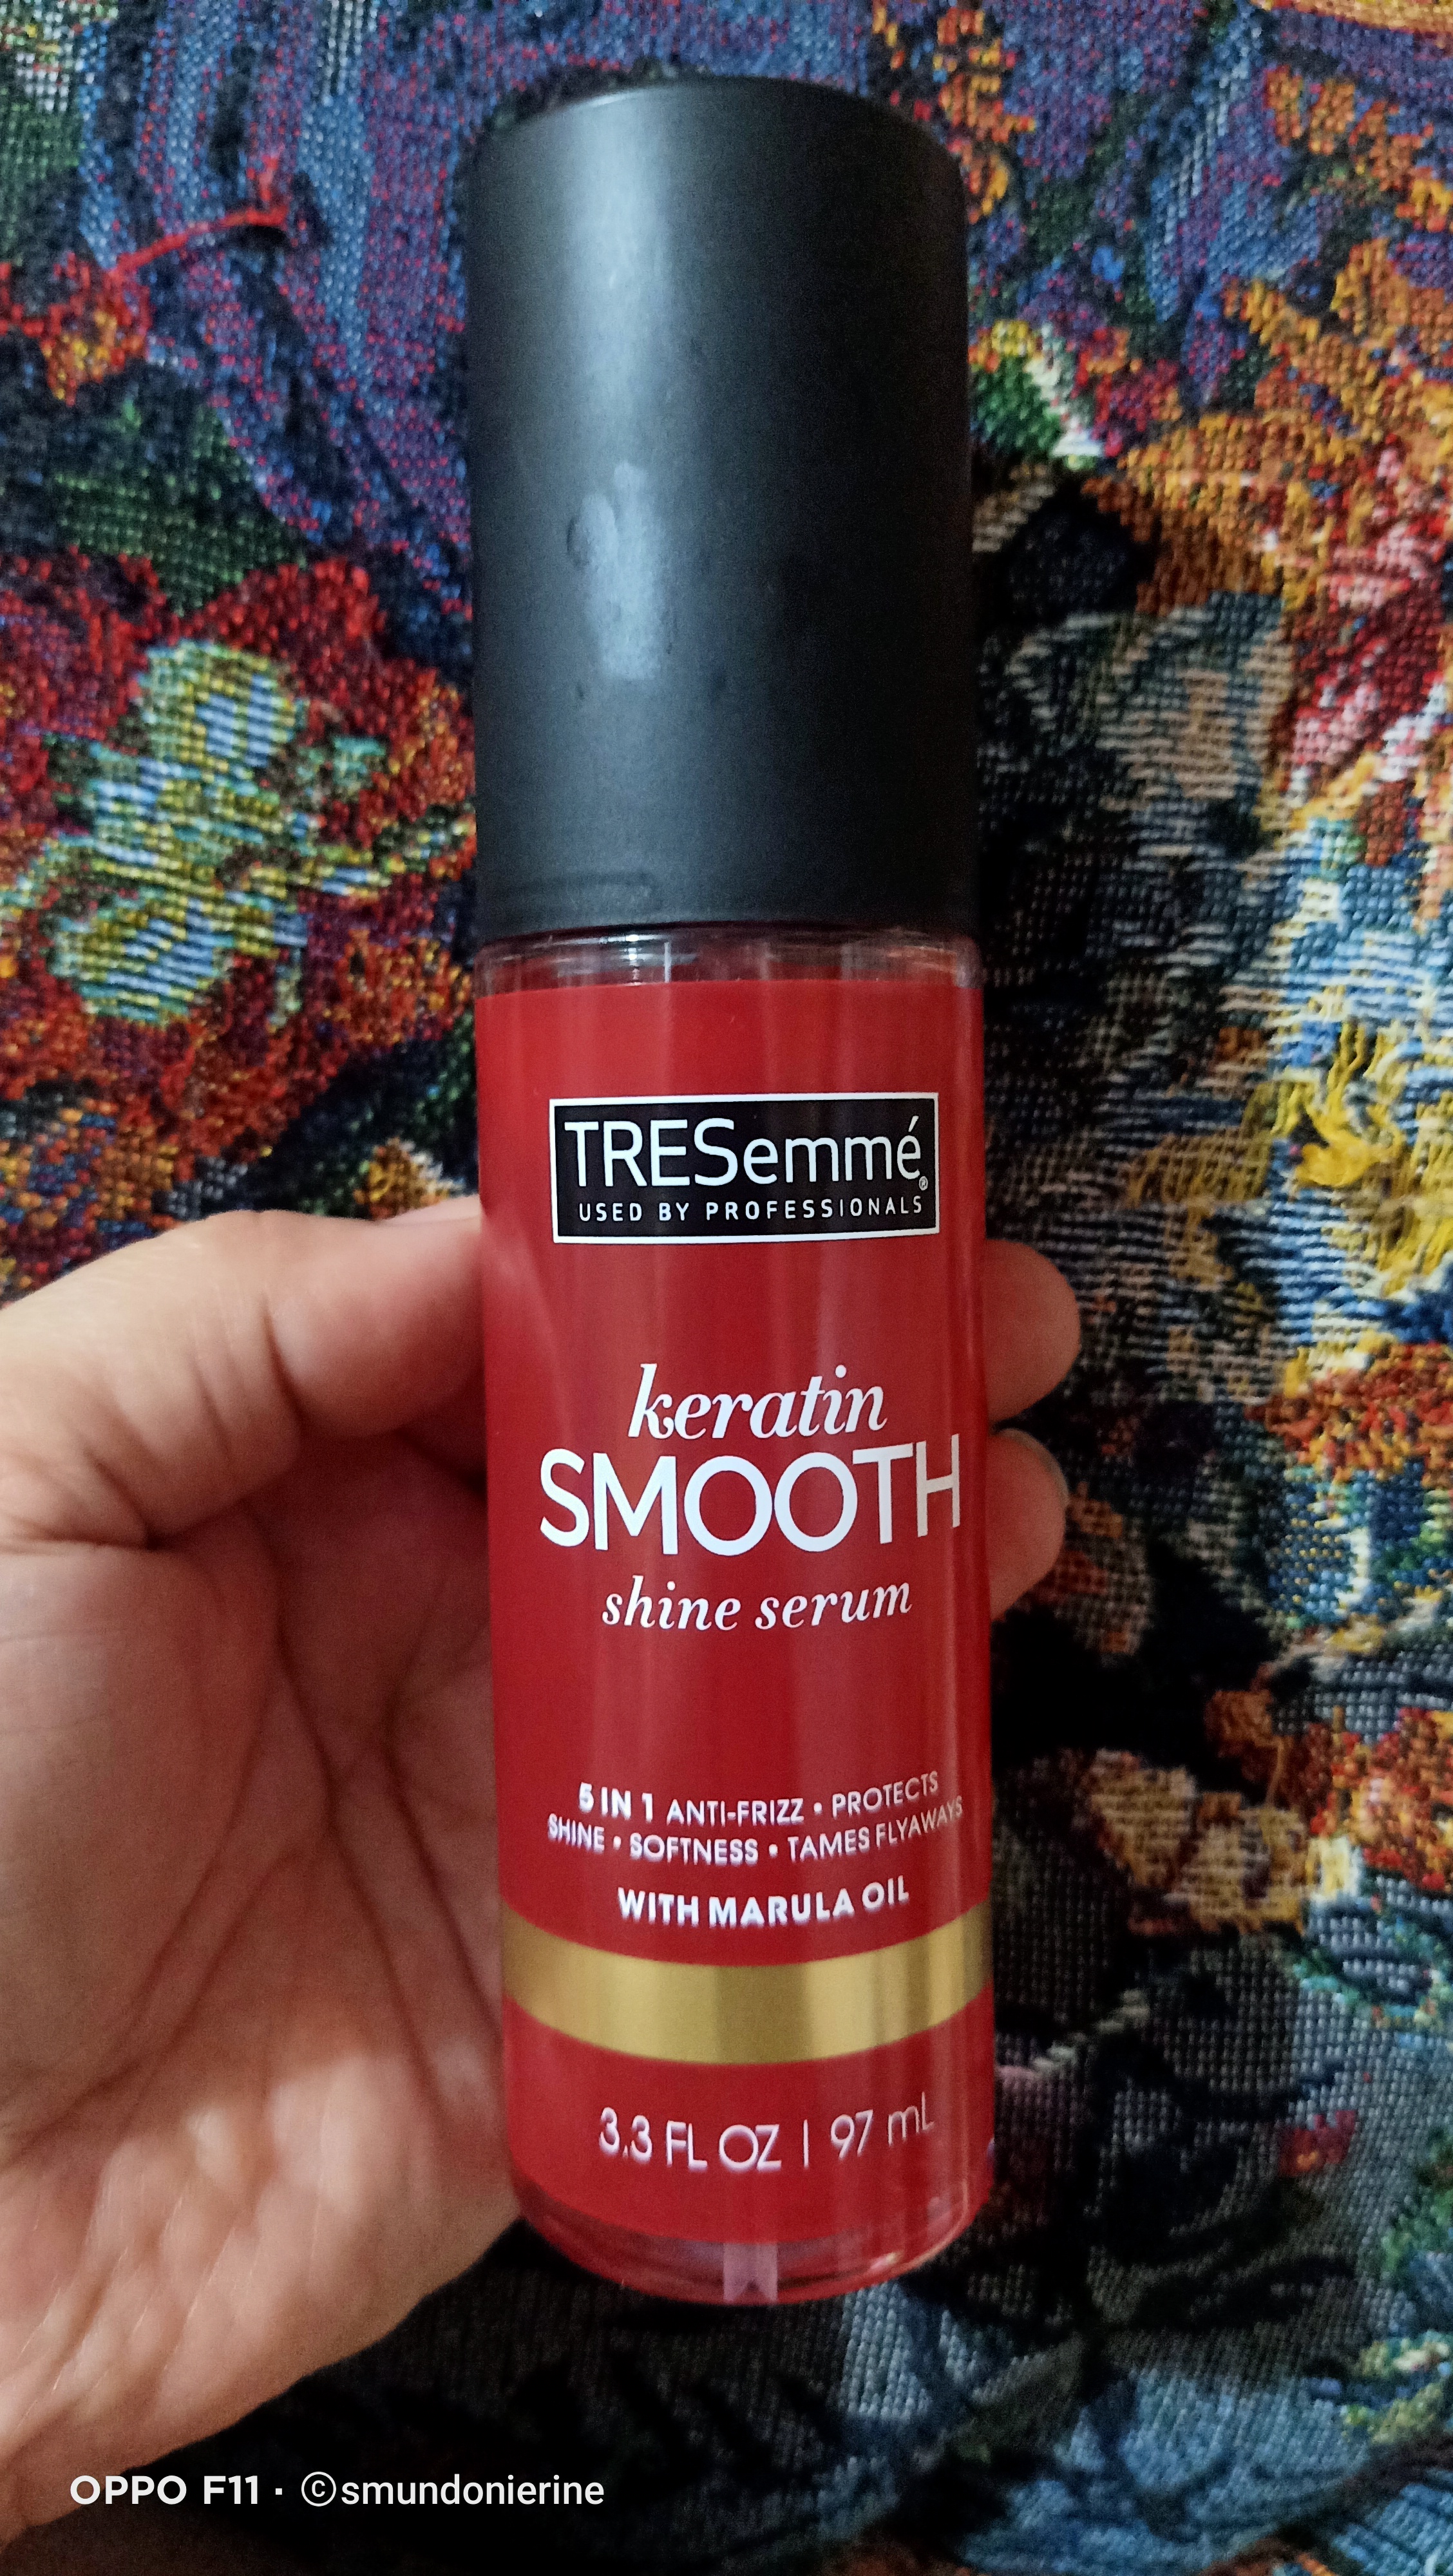 TRESemmé®
USED BY PROFESSIONALS
keratin
SMOOTH
shine serum
5 IN 1 ANTI-FRIZZ • PROTECTS
SHINE • SOFTNESS • TAMES FLYAWAYS
WITH MARULA OIL
3.3 FL OZ | 97 mL
OPPO F11 · ©smundonierine